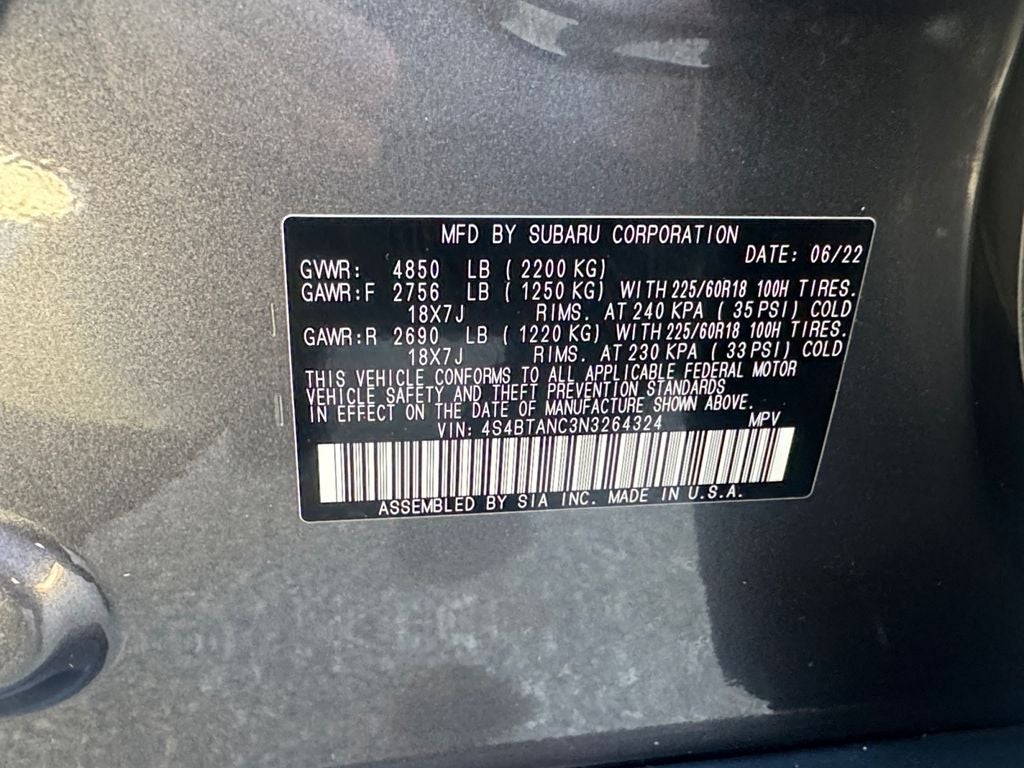 MFD BY SUBARU CORPORATION
DATE: 06/22
GVWR: 4850 LB ( 2200 KG)
GAWR:F 2756 LB ( 1250 KG) WITH 225/60R18 100H TIRES.
18X7J RIMS. AT 240 KPA ( 35 PSI) COLD
GAWR:R 2690 LB ( 1220 KG) WITH 225/60R18 100H TIRES.
18X7J RIMS. AT 230 KPA ( 33 PSI) COLD
THIS VEHICLE CONFORMS TO ALL APPLICABLE FEDERAL MOTOR
VEHICLE SAFETY AND THEFT PREVENTION STANDARDS
IN EFFECT ON THE DATE OF MANUFACTURE SHOWN ABOVE.
VIN: 4S4BTANC3N3264324 MPV
ASSEMBLED BY SIA INC. MADE IN U.S.A.